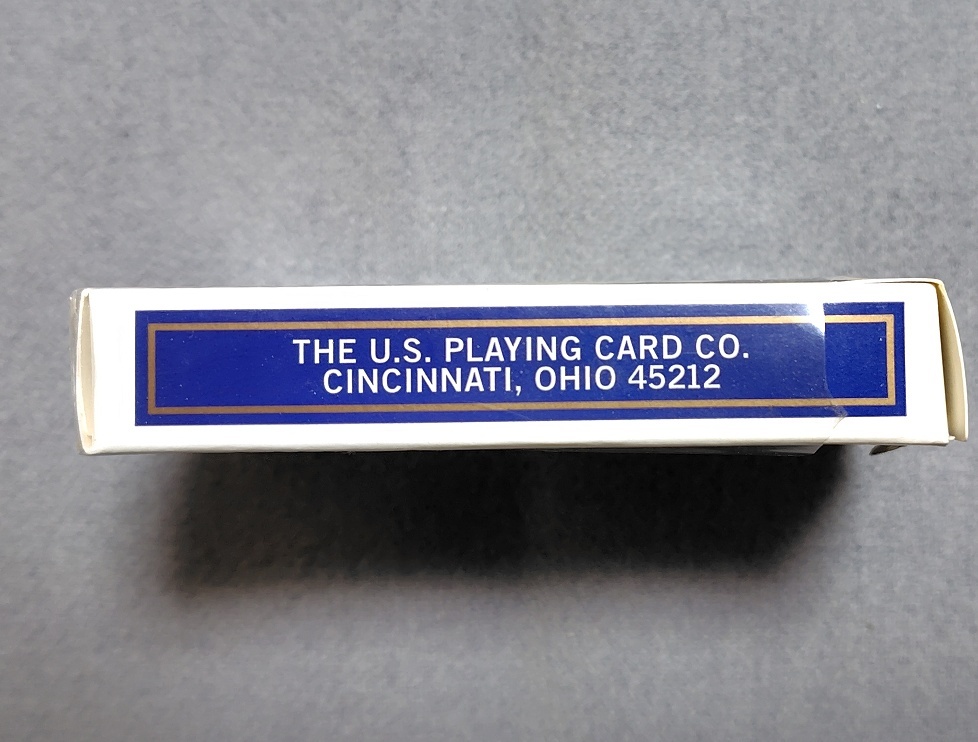 THE U.S. PLAYING CARD CO.
CINCINNATI, OHIO 45212